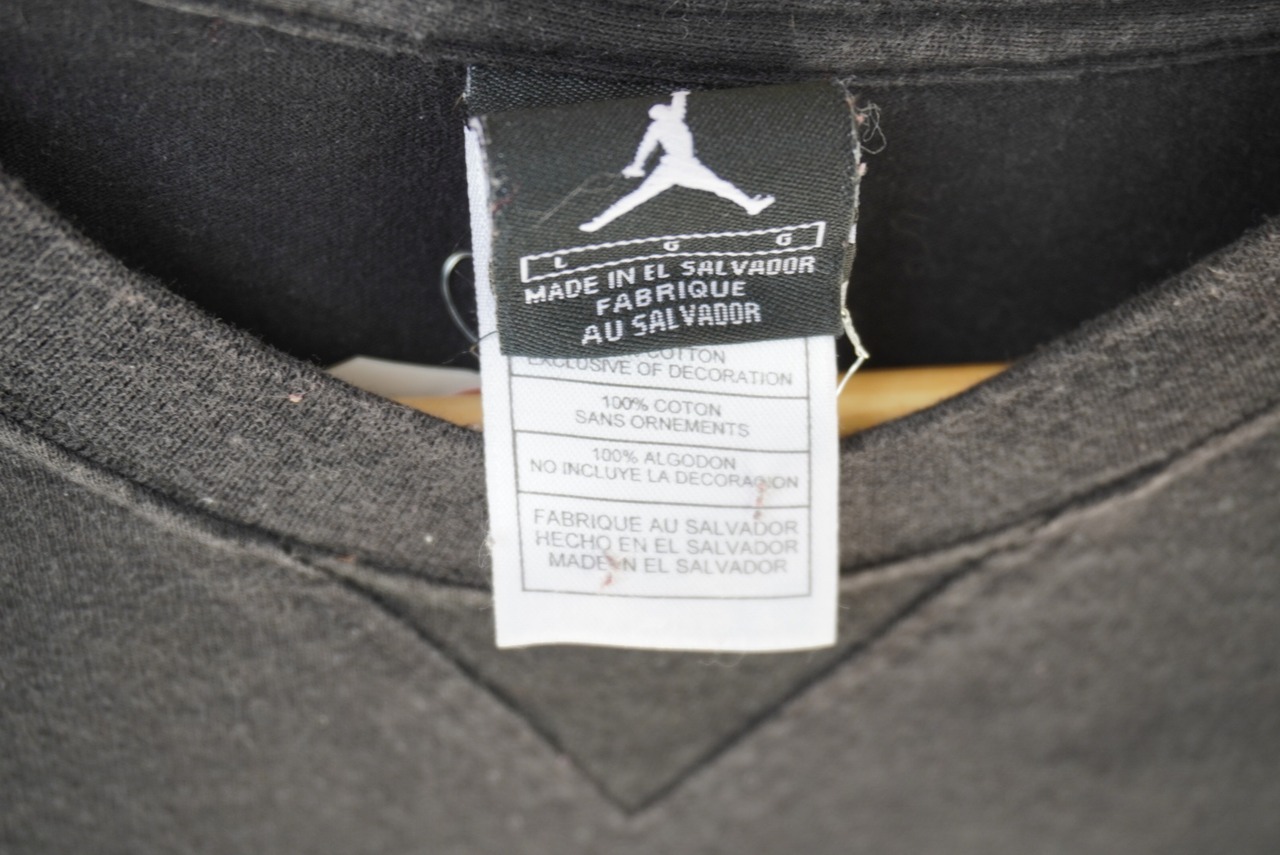 L G G
MADE IN EL SALVADOR
FABRIQUE
AU SALVADOR
COTTON
EXCLUSIVE OF DECORATION
100% COTON
SANS ORNEMENTS
100% ALGODON
NO INCLUYE LA DECORACION
FABRIQUE AU SALVADOR
HECHO EN EL SALVADOR
MADE IN EL SALVADOR